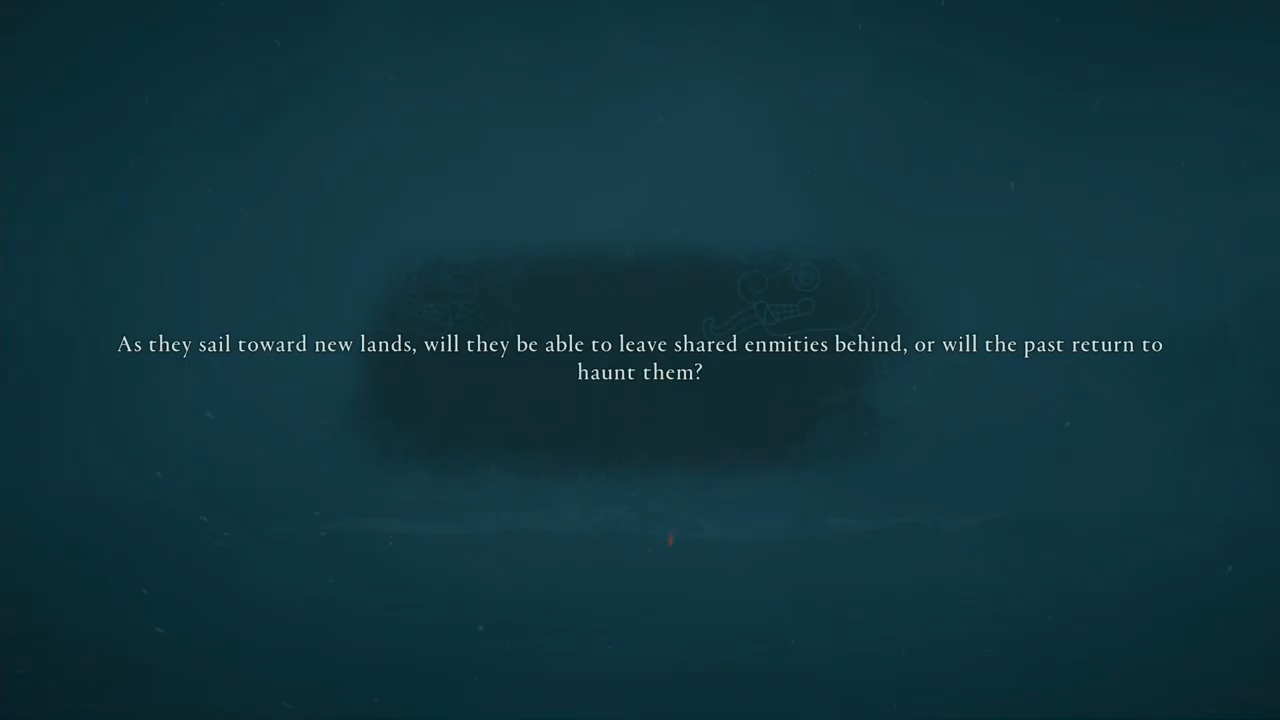 As they sail toward new lands, will they be able to leave shared enmities behind, or will the past return to
haunt them?